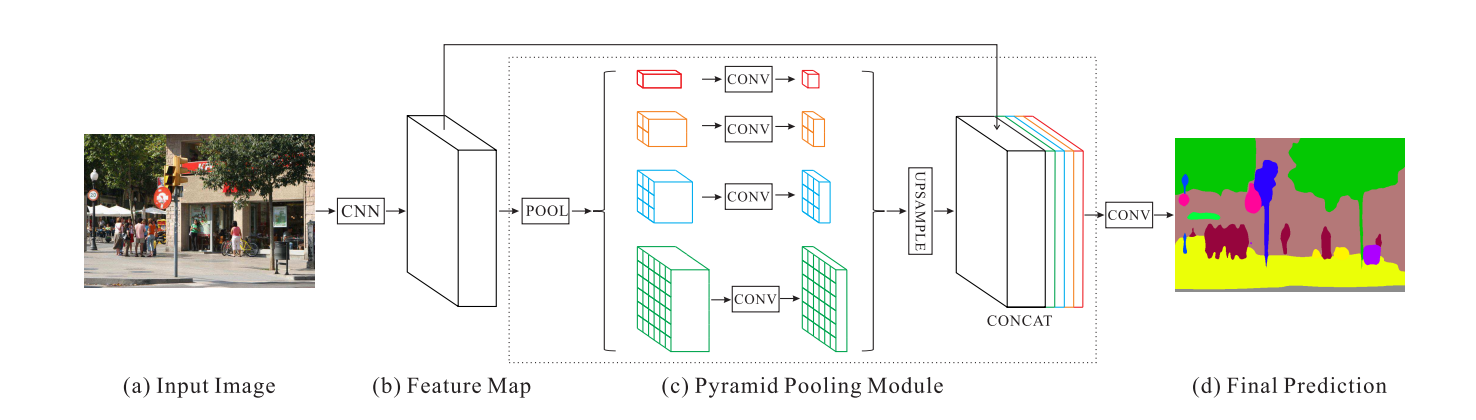 CNN
POOL
CONV
CONV
CONV
CONV
UPSAMPLE
CONCAT
CONV
(a) Input Image
(b) Feature Map
(c) Pyramid Pooling Module
(d) Final Prediction